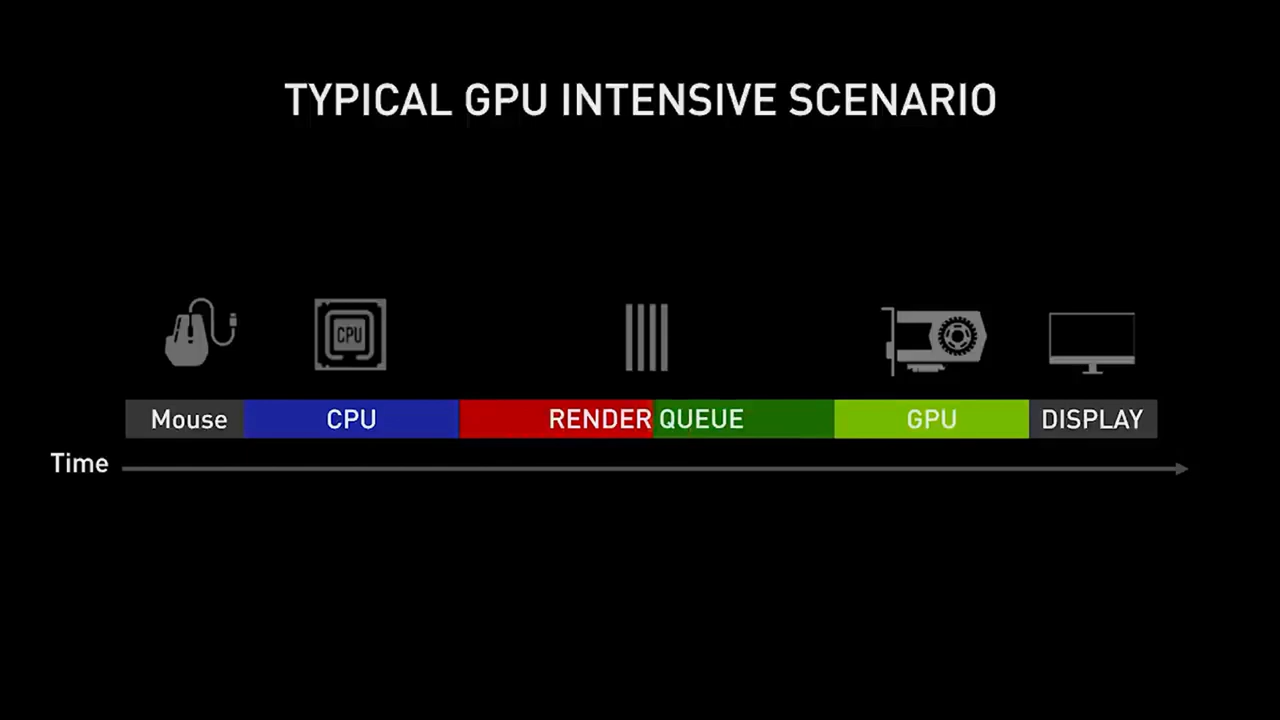 TYPICAL GPU INTENSIVE SCENARIO
CPU
Mouse CPU RENDER QUEUE GPU DISPLAY
Time